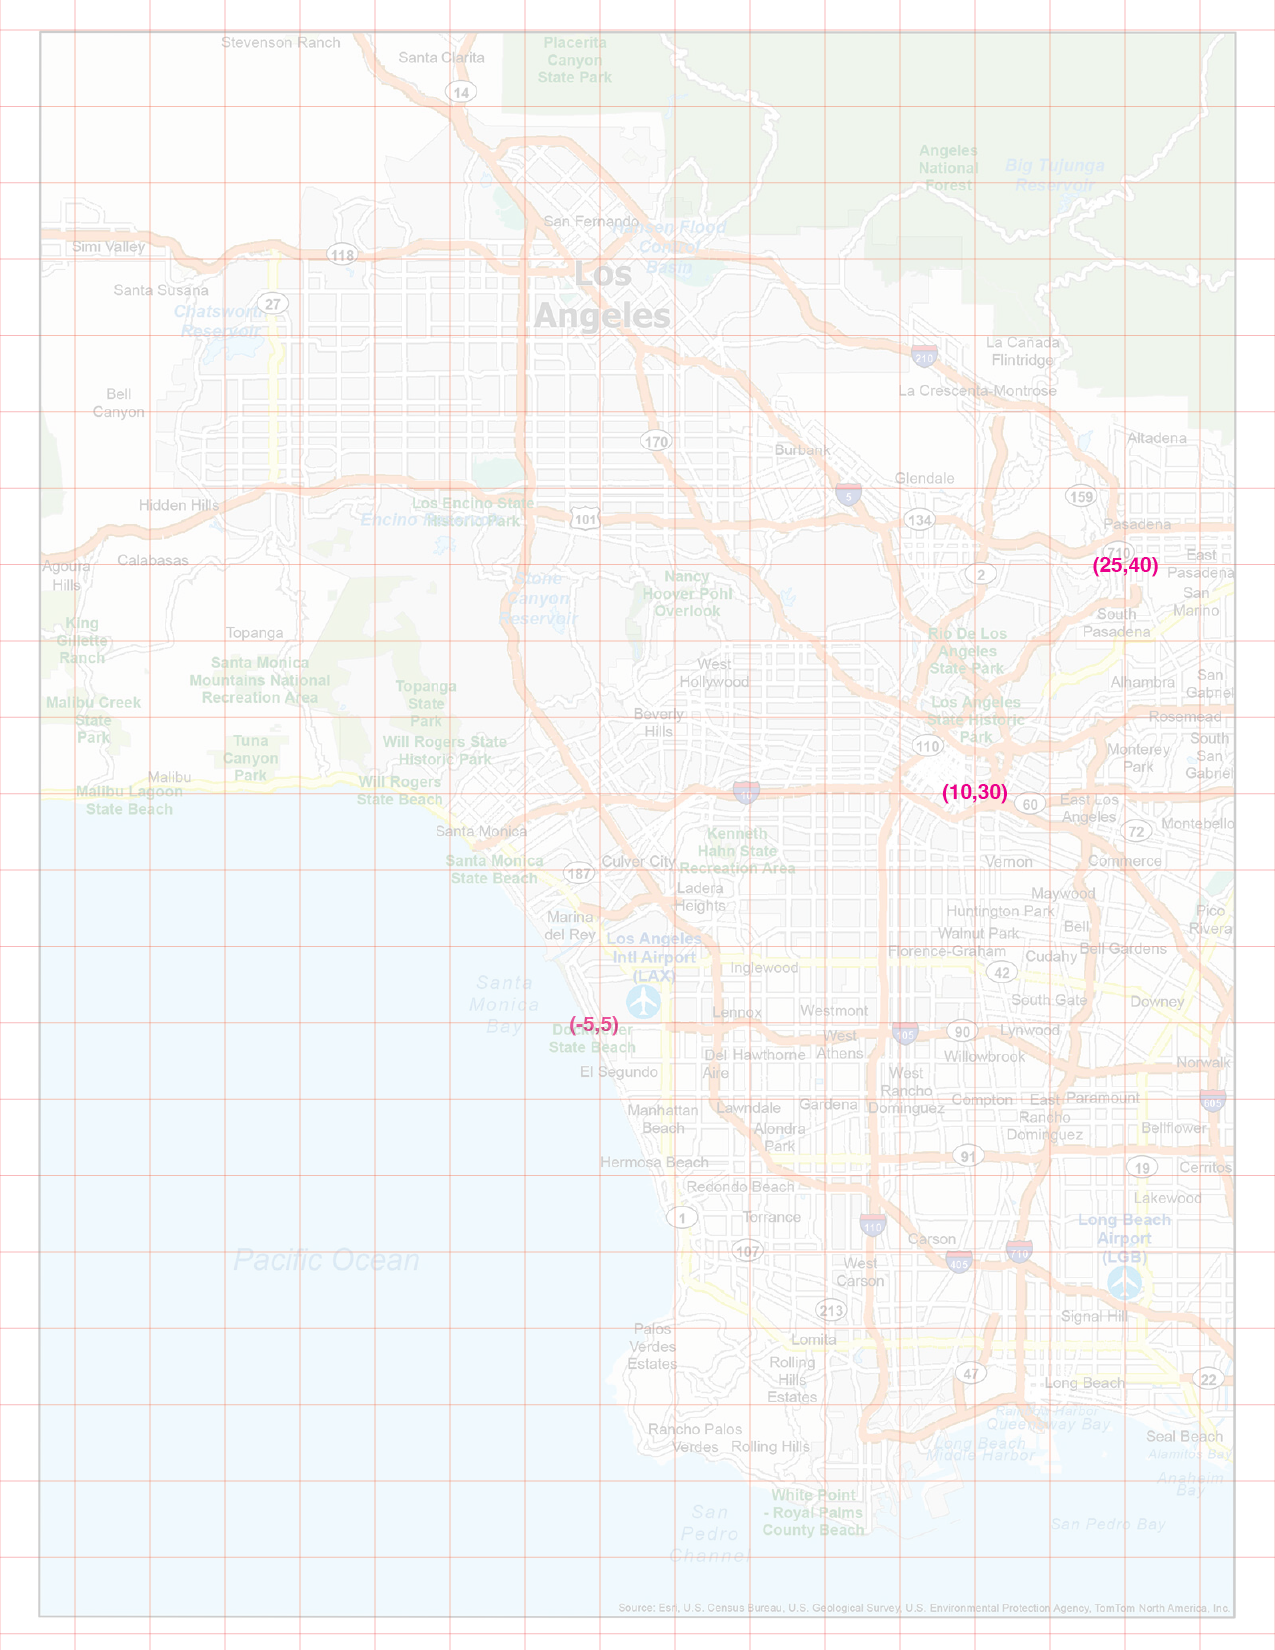 Stevenson Ranch
Santa Clarita
Placerita
Canyon
State Park
14
Angeles
National
Forest
Big Tujunga
Reservoir
San Fernando
Hansen Flood
Control
Basin
Simi Valley
118
Los
Angeles
Santa Susana
27
Chatsworth
Reservoir
La Cañada
Flintridge
210
La Crescenta-Montrose
Bell
Canyon
170
Burbank
Altadena
Glendale
5
159
Hidden Hills
Los Encino State
Historic Park
Encino Reservoir
101
134
Pasadena
710
East
Pasadena
(25,40)
Calabasas
Agoura
Hills
2
Stone
Canyon
Reservoir
Nancy
Hoover Pohl
Overlook
San
Marino
South
Pasadena
King
Gillette
Ranch
Topanga
Rio De Los
Angeles
State Park
Santa Monica
Mountains National
Recreation Area
West
Hollywood
Topanga
State
Park
Alhambra
San
Gabriel
Malibu Creek
State
Park
Beverly
Hills
Los Angeles
State Historic
Park
Rosemead
Tuna
Canyon
Park
Will Rogers State
Historic Park
110
Monterey
Park
South
San
Gabriel
Malibu
Malibu Lagoon
State Beach
Will Rogers
State Beach
10
(10,30)
60
East Los
Angeles
72
Montebello
Santa Monica
Kenneth
Hahn State
Recreation Area
Santa Monica
State Beach
187
Culver City
Vernon
Commerce
Ladera
Heights
Maywood
Huntington Park
Pico
Rivera
Marina
del Rey
Bell
Walnut Park
Los Angeles
Intl Airport
(LAX)
Florence-Graham
Cudahy
Bell Gardens
Inglewood
42
Santa
Monica
Bay
South Gate
Downey
Lennox
Westmont
(-5,5)
Dockweiler
State Beach
West
Athens
105
90
Lynwood
Del
Aire
Hawthorne
Willowbrook
Norwalk
El Segundo
West
Rancho
Dominguez
Compton
East
Rancho
Dominguez
Paramount
605
Manhattan
Beach
Lawndale
Gardena
Alondra
Park
Bellflower
Hermosa Beach
91
19
Cerritos
Redondo Beach
Lakewood
1
Torrance
110
Long Beach
Airport
(LGB)
Carson
107
710
405
Pacific Ocean
West
Carson
213
Signal Hill
Palos
Verdes
Estates
Lomita
Rolling
Hills
Estates
47
Long Beach
22
Rainbow Harbor
Queensway Bay
Rancho Palos
Verdes
Rolling Hills
Long Beach
Middle Harbor
Seal Beach
Alamitos Bay
Anaheim
Bay
White Point
- Royal Palms
County Beach
San
Pedro
Channel
San Pedro Bay
Source: Esri, U.S. Census Bureau, U.S. Geological Survey, U.S. Environmental Protection Agency, TomTom North America, Inc.